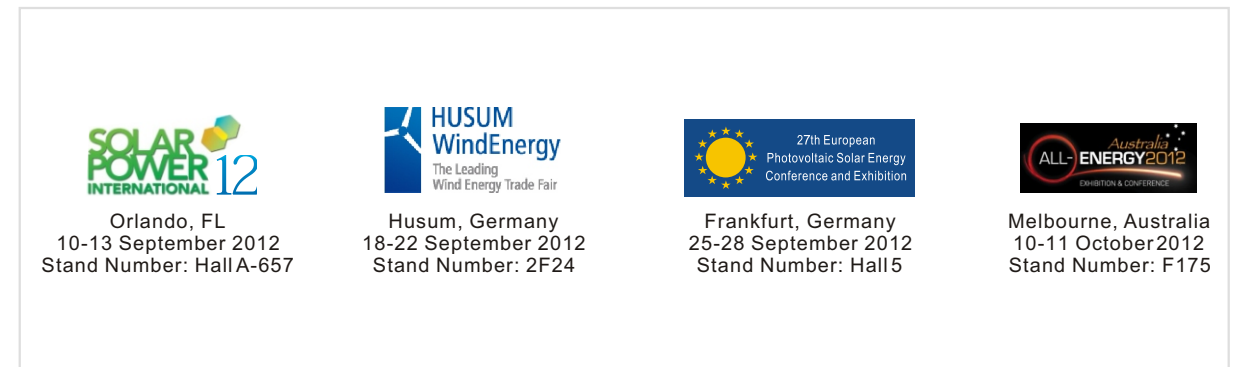 SOLAR
POWER
INTERNATIONAL 12
Orlando, FL
10-13 September 2012
Stand Number: Hall A-657
HUSUM
WindEnergy
The Leading
Wind Energy Trade Fair
Husum, Germany
18-22 September 2012
Stand Number: 2F24
27th European
Photovoltaic Solar Energy
Conference and Exhibition
Frankfurt, Germany
25-28 September 2012
Stand Number: Hall 5
Australia
ALL-ENERGY2012
EXHIBITION & CONFERENCE
Melbourne, Australia
10-11 October 2012
Stand Number: F175